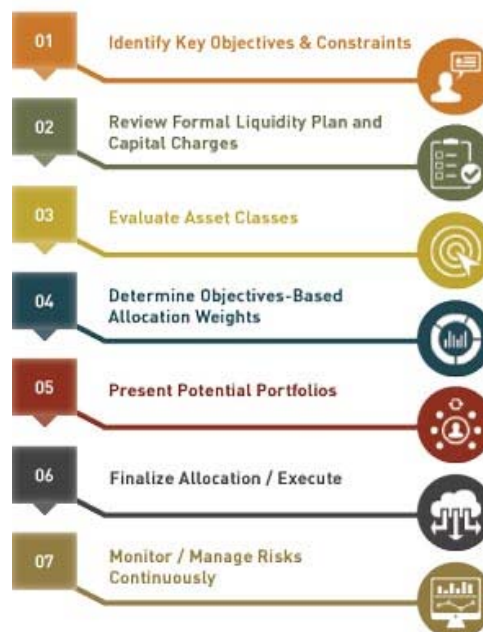 01
Identify Key Objectives & Constraints
02
Review Formal Liquidity Plan and
Capital Charges
03
Evaluate Asset Classes
04
Determine Objectives-Based
Allocation Weights
05
Present Potential Portfolios
06
Finalize Allocation / Execute
07
Monitor / Manage Risks
Continuously